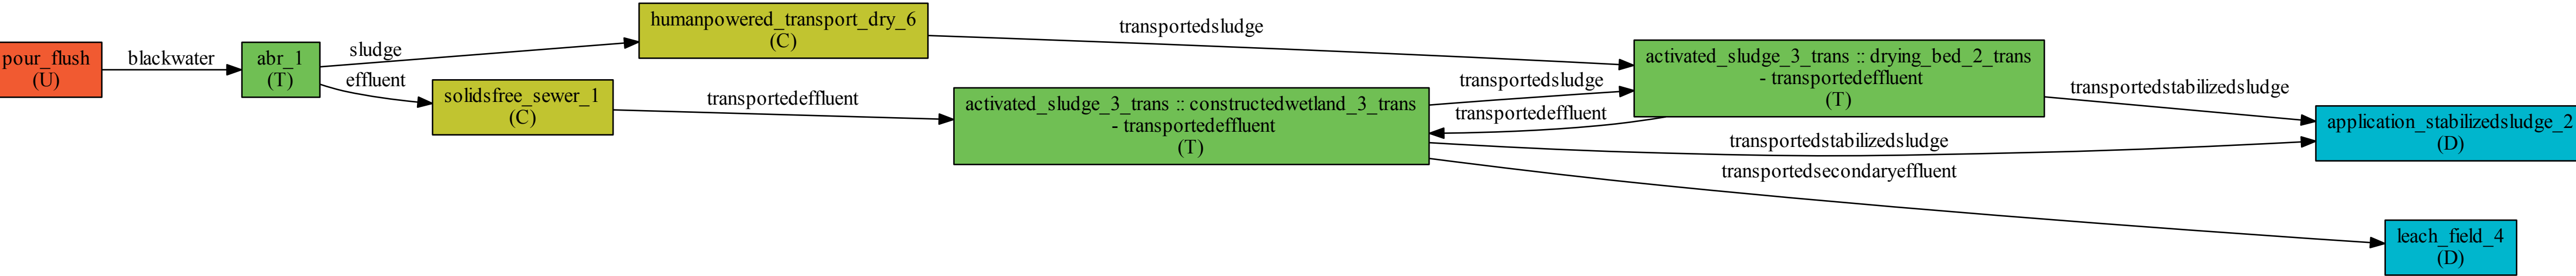 pour_flush
(U)
blackwater
abr_1
(T)
sludge
effluent
humanpowered_transport_dry_6
(C)
solidsfree_sewer_1
(C)
transportedsludge
transportedeffluent
activated_sludge_3_trans :: constructedwetland_3_trans
- transportedeffluent
(T)
transportedsludge
transportedeffluent
activated_sludge_3_trans :: drying_bed_2_trans
- transportedeffluent
(T)
transportedstabilizedsludge
transportedstabilizedsludge
transportedsecondaryeffluent
application_stabilizedsludge_2
(D)
leach_field_4
(D)